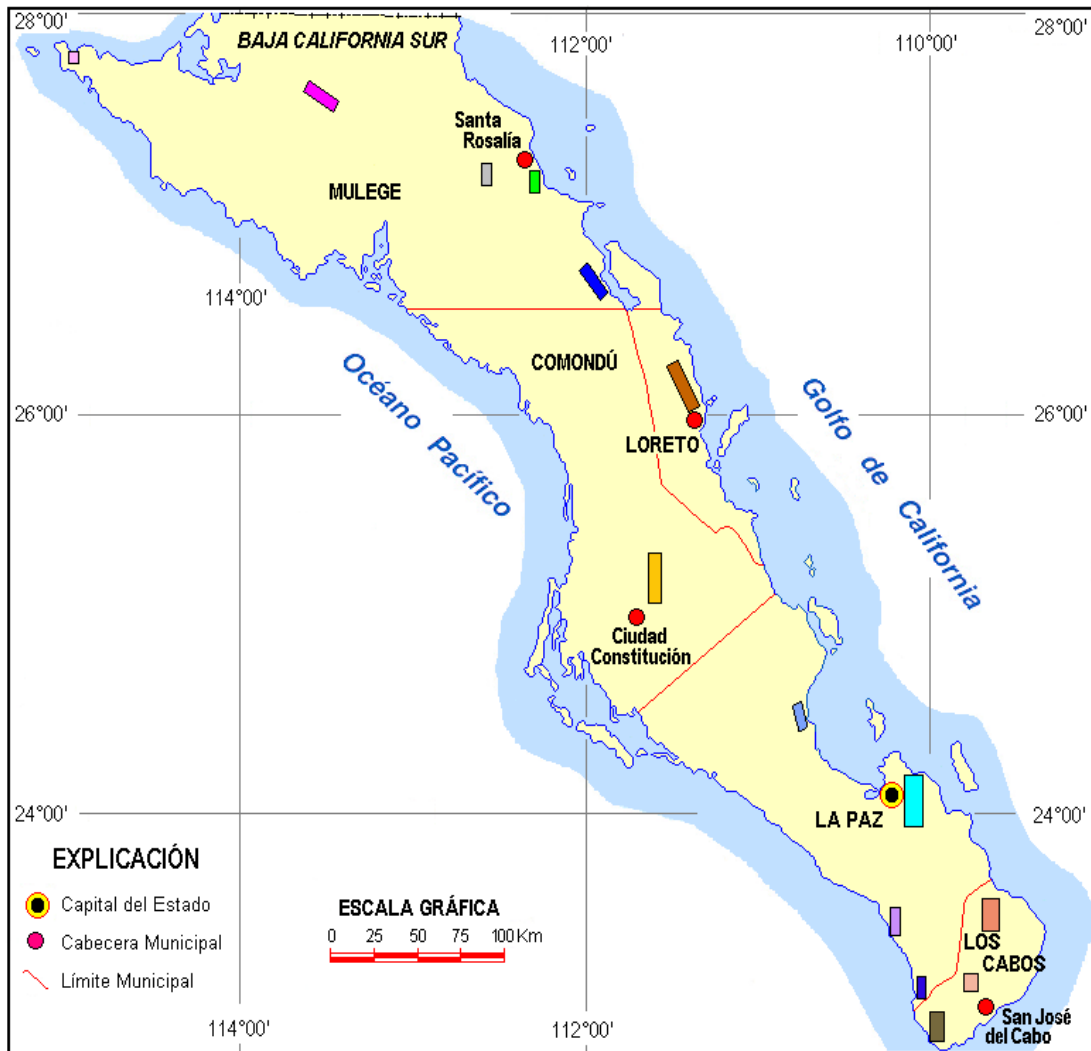 28°00'
BAJA CALIFORNIA SUR
112°00'
110°00'
28°00'
Santa
Rosalía
MULEGE
114°00'
COMONDÚ
Océano Pacífico
Golfo de California
26°00'
26°00'
LORETO
Ciudad
Constitución
24°00'
LA PAZ
24°00'
EXPLICACIÓN
Capital del Estado
Cabecera Municipal
Límite Municipal
ESCALA GRÁFICA
0 25 50 75 100 Km
LOS
CABOS
San José
del Cabo
114°00'
112°00'
110°00'